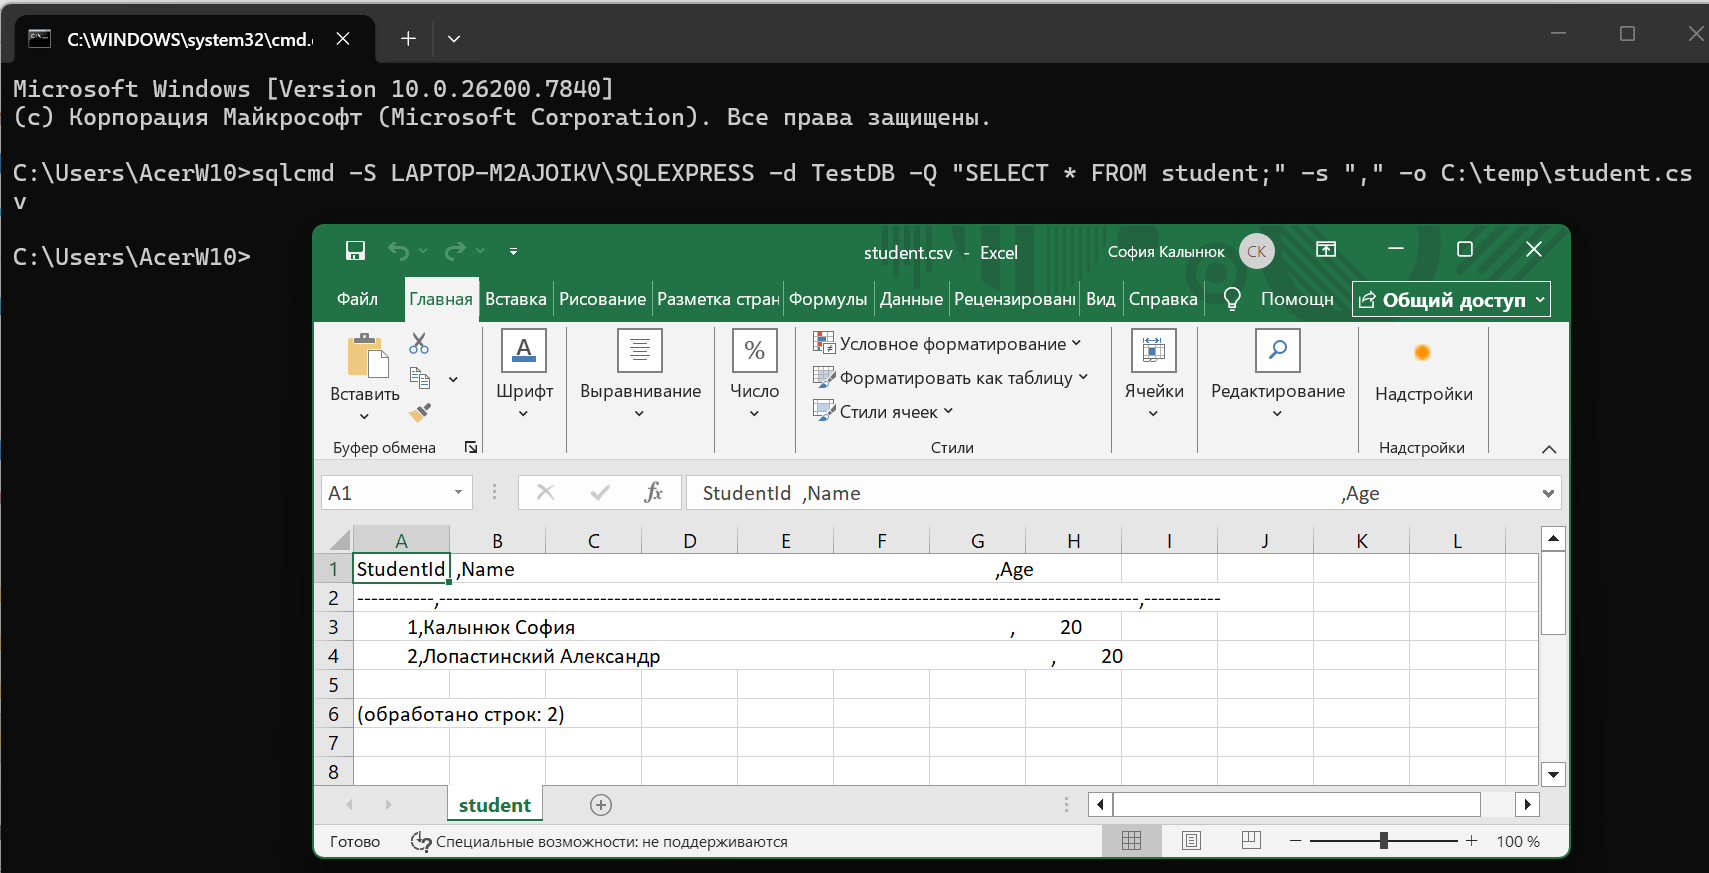 C:\WINDOWS\system32\cmd.
Microsoft Windows [Version 10.0.26200.7840]
(c) Корпорация Майкрософт (Microsoft Corporation). Все права защищены.
C:\Users\AcerW10>sqlcmd -S LAPTOP-M2AJOIKV\SQLEXPRESS -d TestDB -Q "SELECT * FROM student;" -s "," -o C:\temp\student.cs
v
C:\Users\AcerW10>
student.csv - Excel
София Калынюк
СК
Файл Главная Вставка Рисование Разметка стран Формулы Данные Рецензировани Вид Справка Помощн Общий доступ
Вставить
Буфер обмена
Шрифт
Выравнивание
Число
Условное форматирование
Форматировать как таблицу
Стили ячеек
Стили
Ячейки
Редактирование
Надстройки
Надстройки
A1 fx StudentId ,Name ,Age
A B C D E F G H I J K L
1 StudentId ,Name ,Age
2 -----------,----------------------------------------------------------------------------------------------------,-----------
3 1,Калынюк София , 20
4 2,Лопастинский Александр , 20
5
6 (обработано строк: 2)
7
8
student
Готово Специальные возможности: не поддерживаются 100 %